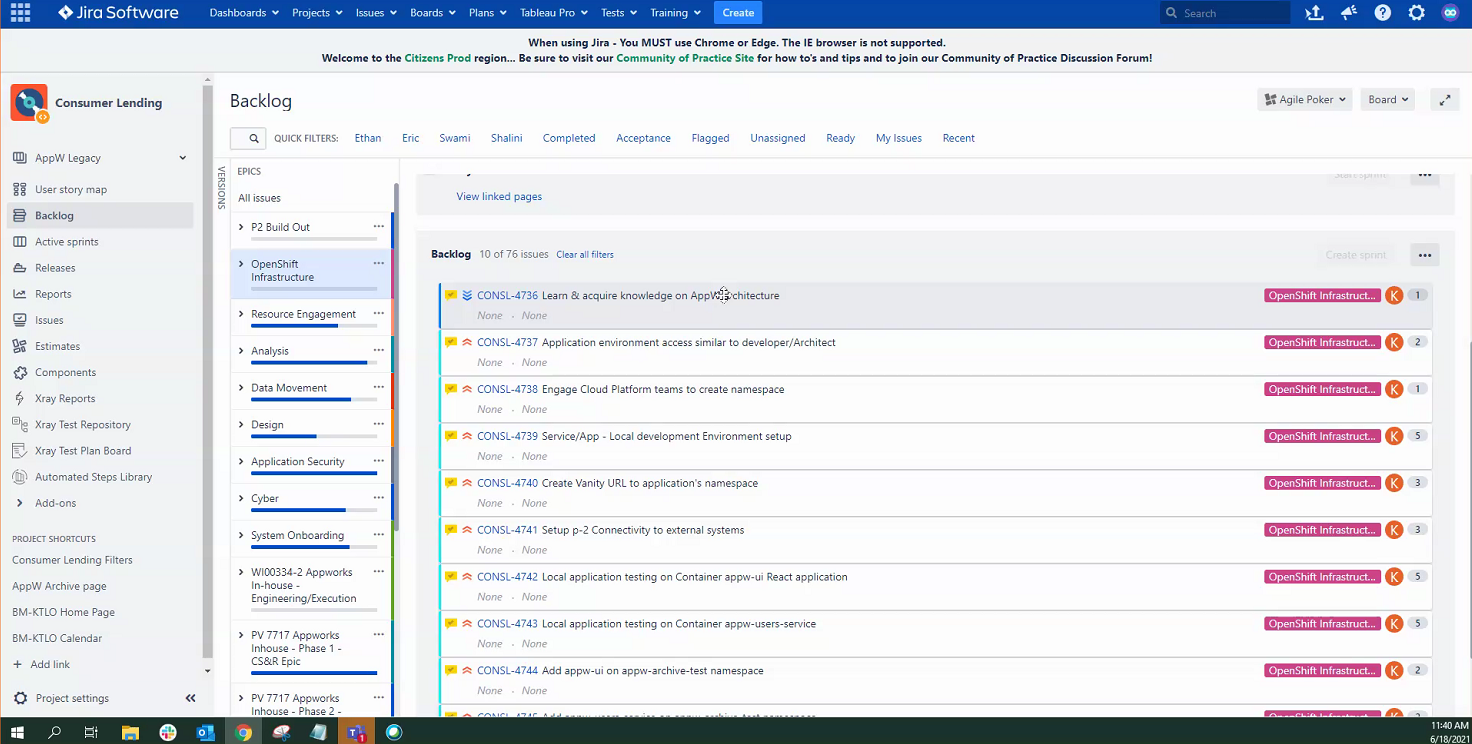 Jira Software Dashboards Projects Issues Boards Plans Tableau Pro Tests Training Create Search
When using Jira - You MUST use Chrome or Edge. The IE browser is not supported.
Welcome to the Citizens Prod region... Be sure to visit our Community of Practice Site for how to's and tips and to join our Community of Practice Discussion Forum!
Consumer Lending
AppW Legacy
User story map
Backlog
Active sprints
Releases
Reports
Issues
Estimates
Components
Xray Reports
Xray Test Repository
Xray Test Plan Board
Automated Steps Library
Add-ons
PROJECT SHORTCUTS
Consumer Lending Filters
AppW Archive page
BM-KTLO Home Page
BM-KTLO Calendar
Add link
Project settings
Backlog
Agile Poker Board
QUICK FILTERS: Ethan Eric Swami Shalini Completed Acceptance Flagged Unassigned Ready My Issues Recent
VERSIONS
EPICS
All issues
P2 Build Out
OpenShift
Infrastructure
Resource Engagement
Analysis
Data Movement
Design
Application Security
Cyber
System Onboarding
WI00334-2 Appworks
In-house -
Engineering/Execution
PV 7717 Appworks
Inhouse - Phase 1 -
CS&R Epic
PV 7717 Appworks
Inhouse - Phase 2 -
Start sprint
View linked pages
Backlog 10 of 76 issues Clear all filters Create sprint
CONSL-4736 Learn & acquire knowledge on AppW Architecture OpenShift Infrastruct... K 1
None · None
CONSL-4737 Application environment access similar to developer/Architect OpenShift Infrastruct... K 2
None · None
CONSL-4738 Engage Cloud Platform teams to create namespace OpenShift Infrastruct... K 1
None · None
CONSL-4739 Service/App - Local development Environment setup OpenShift Infrastruct... K 5
None · None
CONSL-4740 Create Vanity URL to application's namespace OpenShift Infrastruct... K 3
None · None
CONSL-4741 Setup p-2 Connectivity to external systems OpenShift Infrastruct... K 3
None · None
CONSL-4742 Local application testing on Container appw-ui React application OpenShift Infrastruct... K 5
None · None
CONSL-4743 Local application testing on Container appw-users-service OpenShift Infrastruct... K 5
None · None
CONSL-4744 Add appw-ui on appw-archive-test namespace OpenShift Infrastruct... K 2
None · None
11:40 AM
6/18/2021